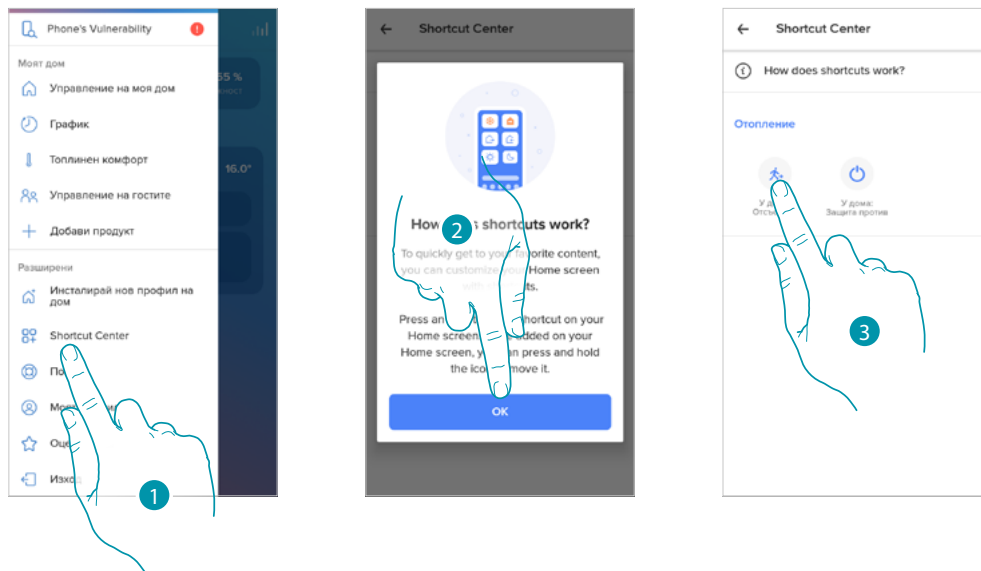 Phone's Vulnerability
Моят дом
Управление на моя дом
График
Топлинен комфорт
Управление на гостите
Добави продукт
Разширени
Инсталирай нов профил на
дом
Shortcut Center
Изход
16.0°
1
Shortcut Center
shortcuts work?
To quickly get to your favorite content,
you can customize your Home screen
Press an
shortcut on your
Home screen
added on your
Home screen, you can press and hold
the icon
move it.
OK
2
Shortcut Center
How does shortcuts work?
Отопление
У дома:
Защита против
3